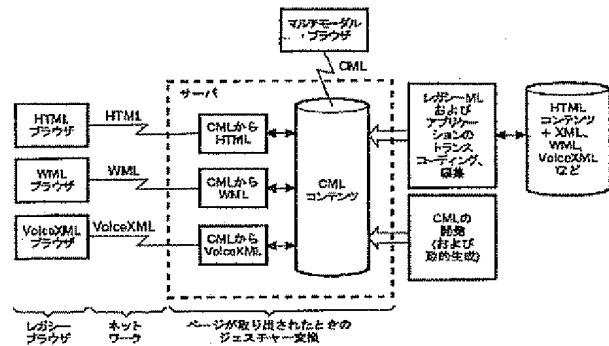 マルチモーダル
・ブラウザ
CML
サーバ
HTML
ブラウザ
HTML
CMLから
HTML
WML
ブラウザ
WML
CMLから
WML
VoiceXML
ブラウザ
VoiceXML
CMLから
VoiceXML
CML
コンテンツ
レガシーML
および
アプリケー
ションの
トランス
コーディング、
編集
HTML
コンテンツ
+ XML,
WML,
VoiceXML
など
CMLの
開発
(および
動的生成)
レガシー
ブラウザ
ネット
ワーク
ページが取り出されたときの
ジェスチャー変換